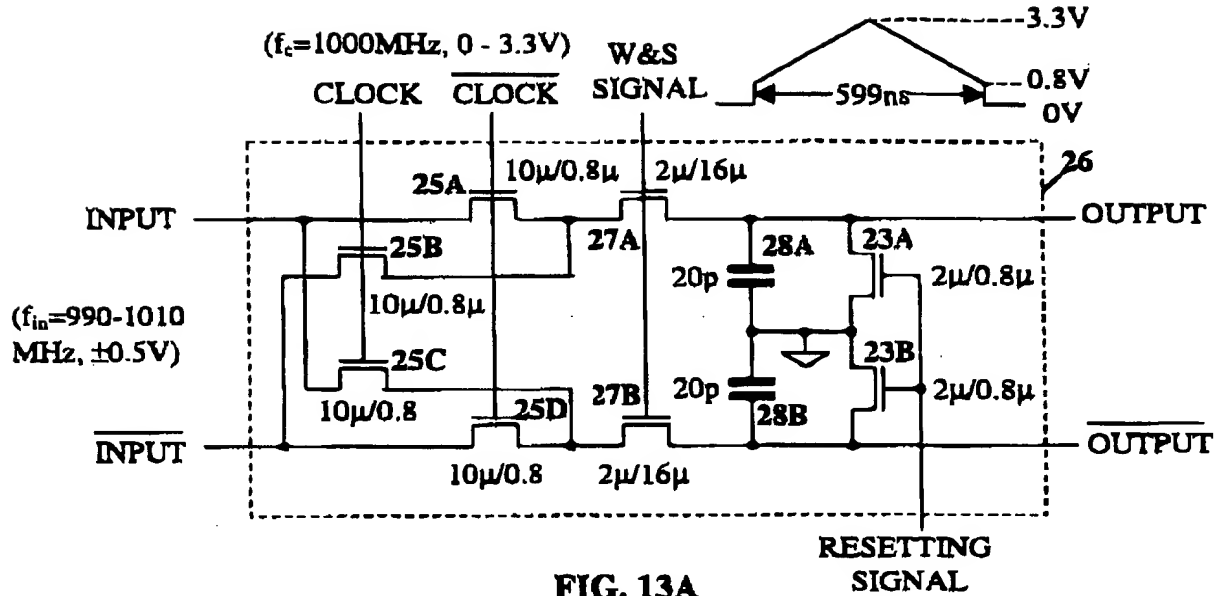 3.3V
(fc=1000MHz, 0 - 3.3V)
W&S
SIGNAL
CLOCK
CLOCK
599ns
0.8V
0V
26
10μ/0.8μ
2μ/16μ
25A
INPUT
OUTPUT
27A
25B
28A
23A
20p
2μ/0.8μ
10μ/0.8μ
(fin=990-1010
MHz, ±0.5V)
25C
23B
10μ/0.8
27B
20p
2μ/0.8μ
25D
28B
INPUT
OUTPUT
10μ/0.8
2μ/16μ
RESETTING
SIGNAL
FIG. 13A